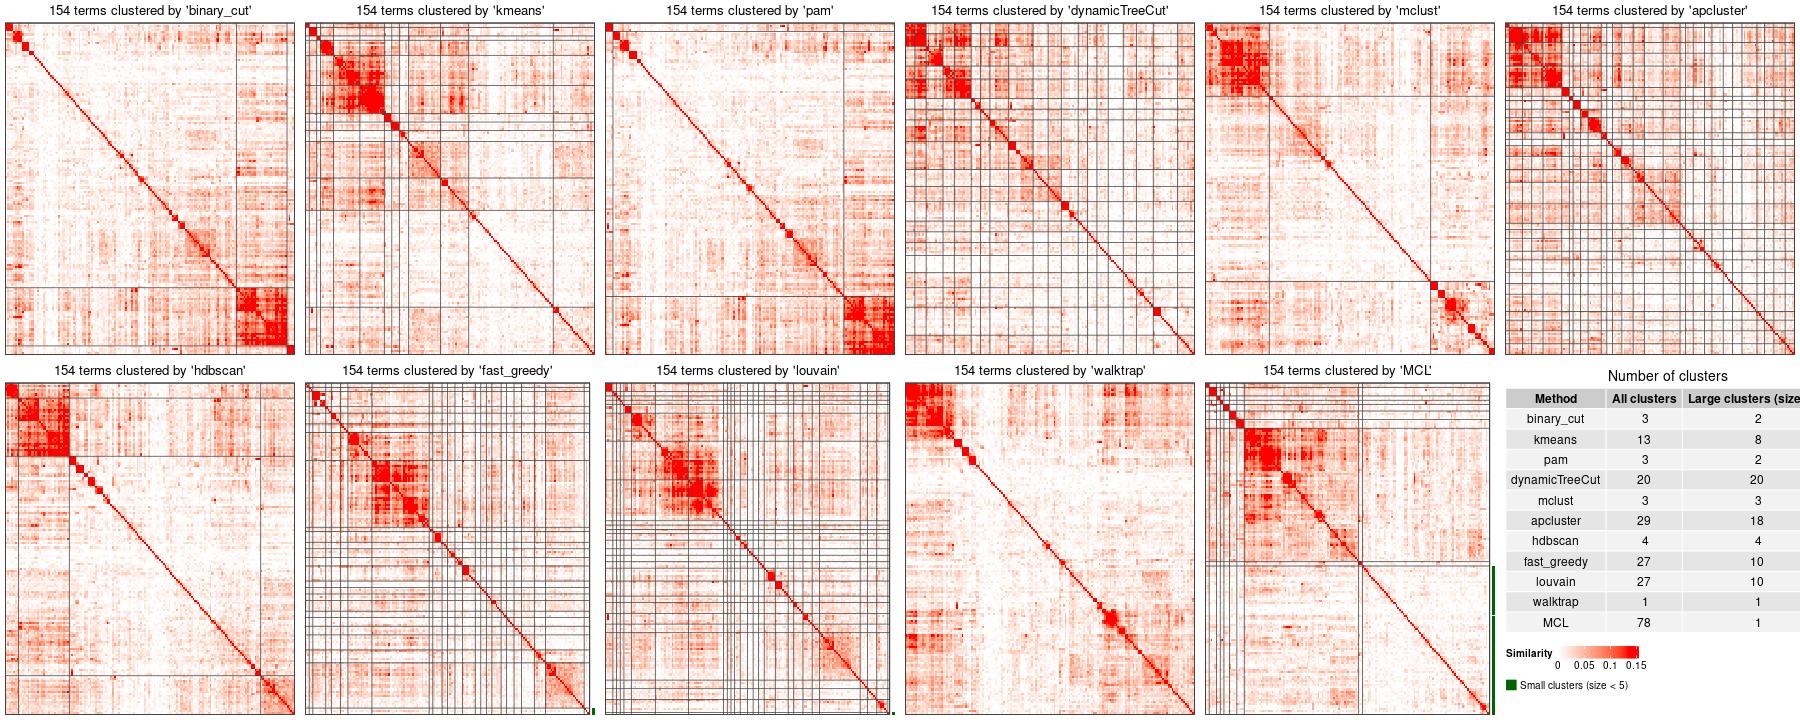 154 terms clustered by 'binary_cut'
154 terms clustered by 'kmeans'
154 terms clustered by 'pam'
154 terms clustered by 'dynamicTreeCut'
154 terms clustered by 'mclust'
154 terms clustered by 'apcluster'
154 terms clustered by 'hdbscan'
154 terms clustered by 'fast_greedy'
154 terms clustered by 'louvain'
154 terms clustered by 'walktrap'
154 terms clustered by 'MCL'
Number of clusters
Method All clusters Large clusters (size
binary_cut 3 2
kmeans 13 8
pam 3 2
dynamicTreeCut 20 20
mclust 3 3
apcluster 29 18
hdbscan 4 4
fast_greedy 27 10
louvain 27 10
walktrap 1 1
MCL 78 1
Similarity
0 0.05 0.1 0.15
Small clusters (size < 5)